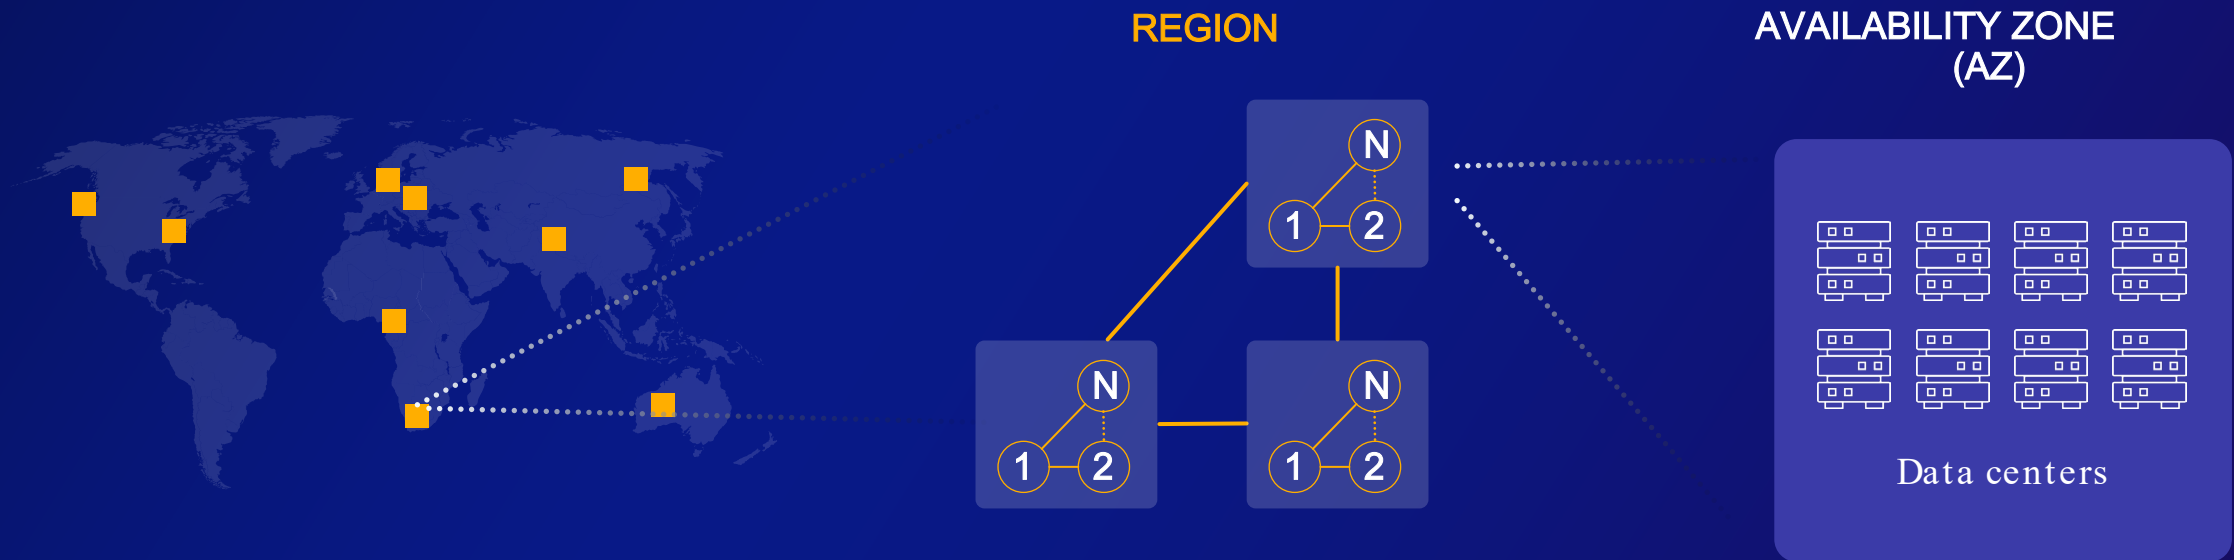 REGION
AVAILABILITY ZONE
(AZ)
N
1 2
N
1 2
N
1 2
Data centers